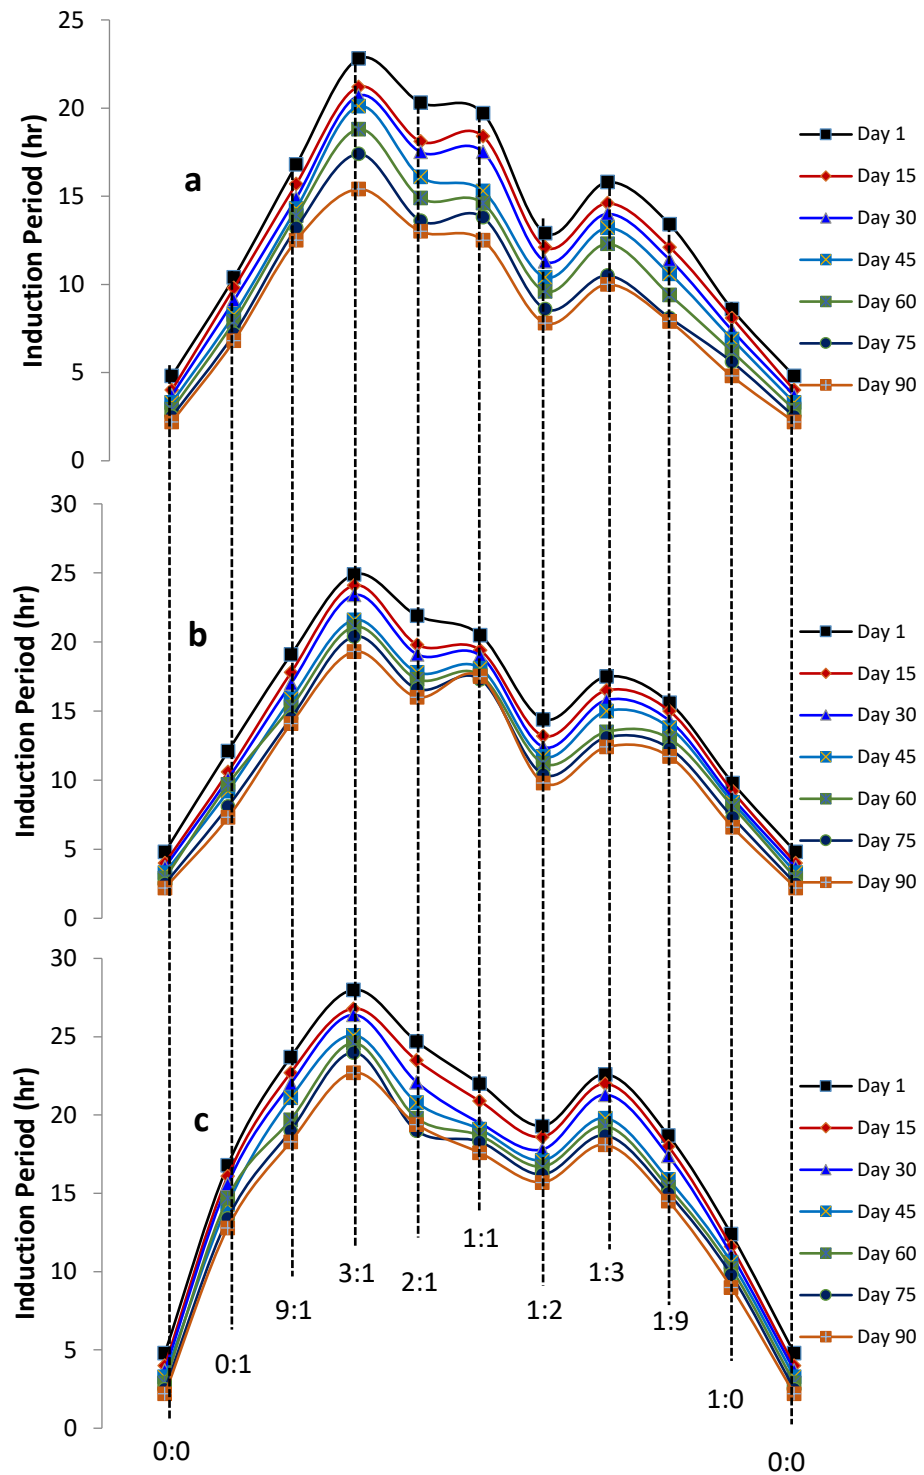 25
20
15
10
5
0
Induction Period (hr)
a
Day 1
Day 15
Day 30
Day 45
Day 60
Day 75
Day 90
30
25
20
15
10
5
0
Induction Period (hr)
b
Day 1
Day 15
Day 30
Day 45
Day 60
Day 75
Day 90
30
25
20
15
10
5
0
Induction Period (hr)
c
Day 1
Day 15
Day 30
Day 45
Day 60
Day 75
Day 90
0:0
0:1
9:1
3:1
2:1
1:1
1:2
1:3
1:9
1:0
0:0